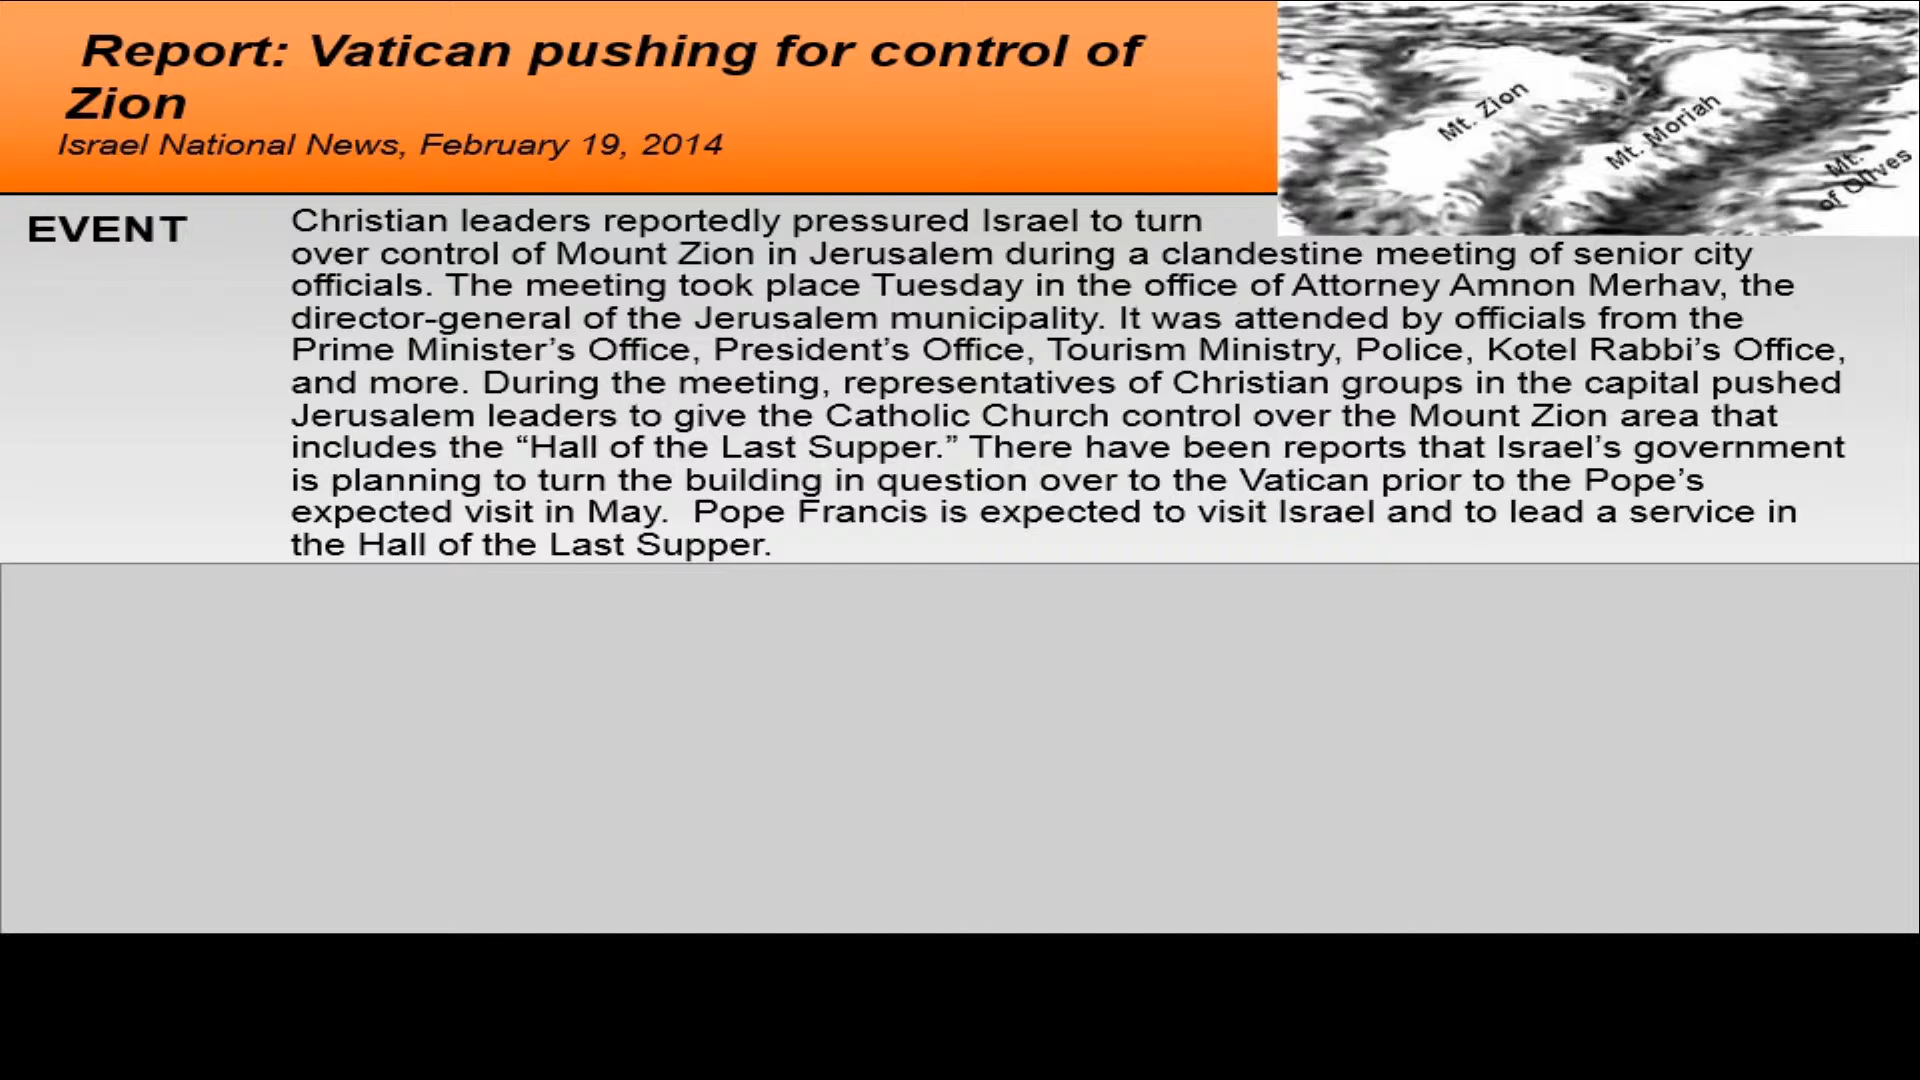 Report: Vatican pushing for control of
Zion
Israel National News, February 19, 2014
Mt. Zion
Mt. Moriah
Mt.
of Olives
EVENT
Christian leaders reportedly pressured Israel to turn
over control of Mount Zion in Jerusalem during a clandestine meeting of senior city
officials. The meeting took place Tuesday in the office of Attorney Amnon Merhav, the
director-general of the Jerusalem municipality. It was attended by officials from the
Prime Minister’s Office, President’s Office, Tourism Ministry, Police, Kotel Rabbi’s Office,
and more. During the meeting, representatives of Christian groups in the capital pushed
Jerusalem leaders to give the Catholic Church control over the Mount Zion area that
includes the “Hall of the Last Supper.” There have been reports that Israel’s government
is planning to turn the building in question over to the Vatican prior to the Pope’s
expected visit in May.  Pope Francis is expected to visit Israel and to lead a service in
the Hall of the Last Supper.